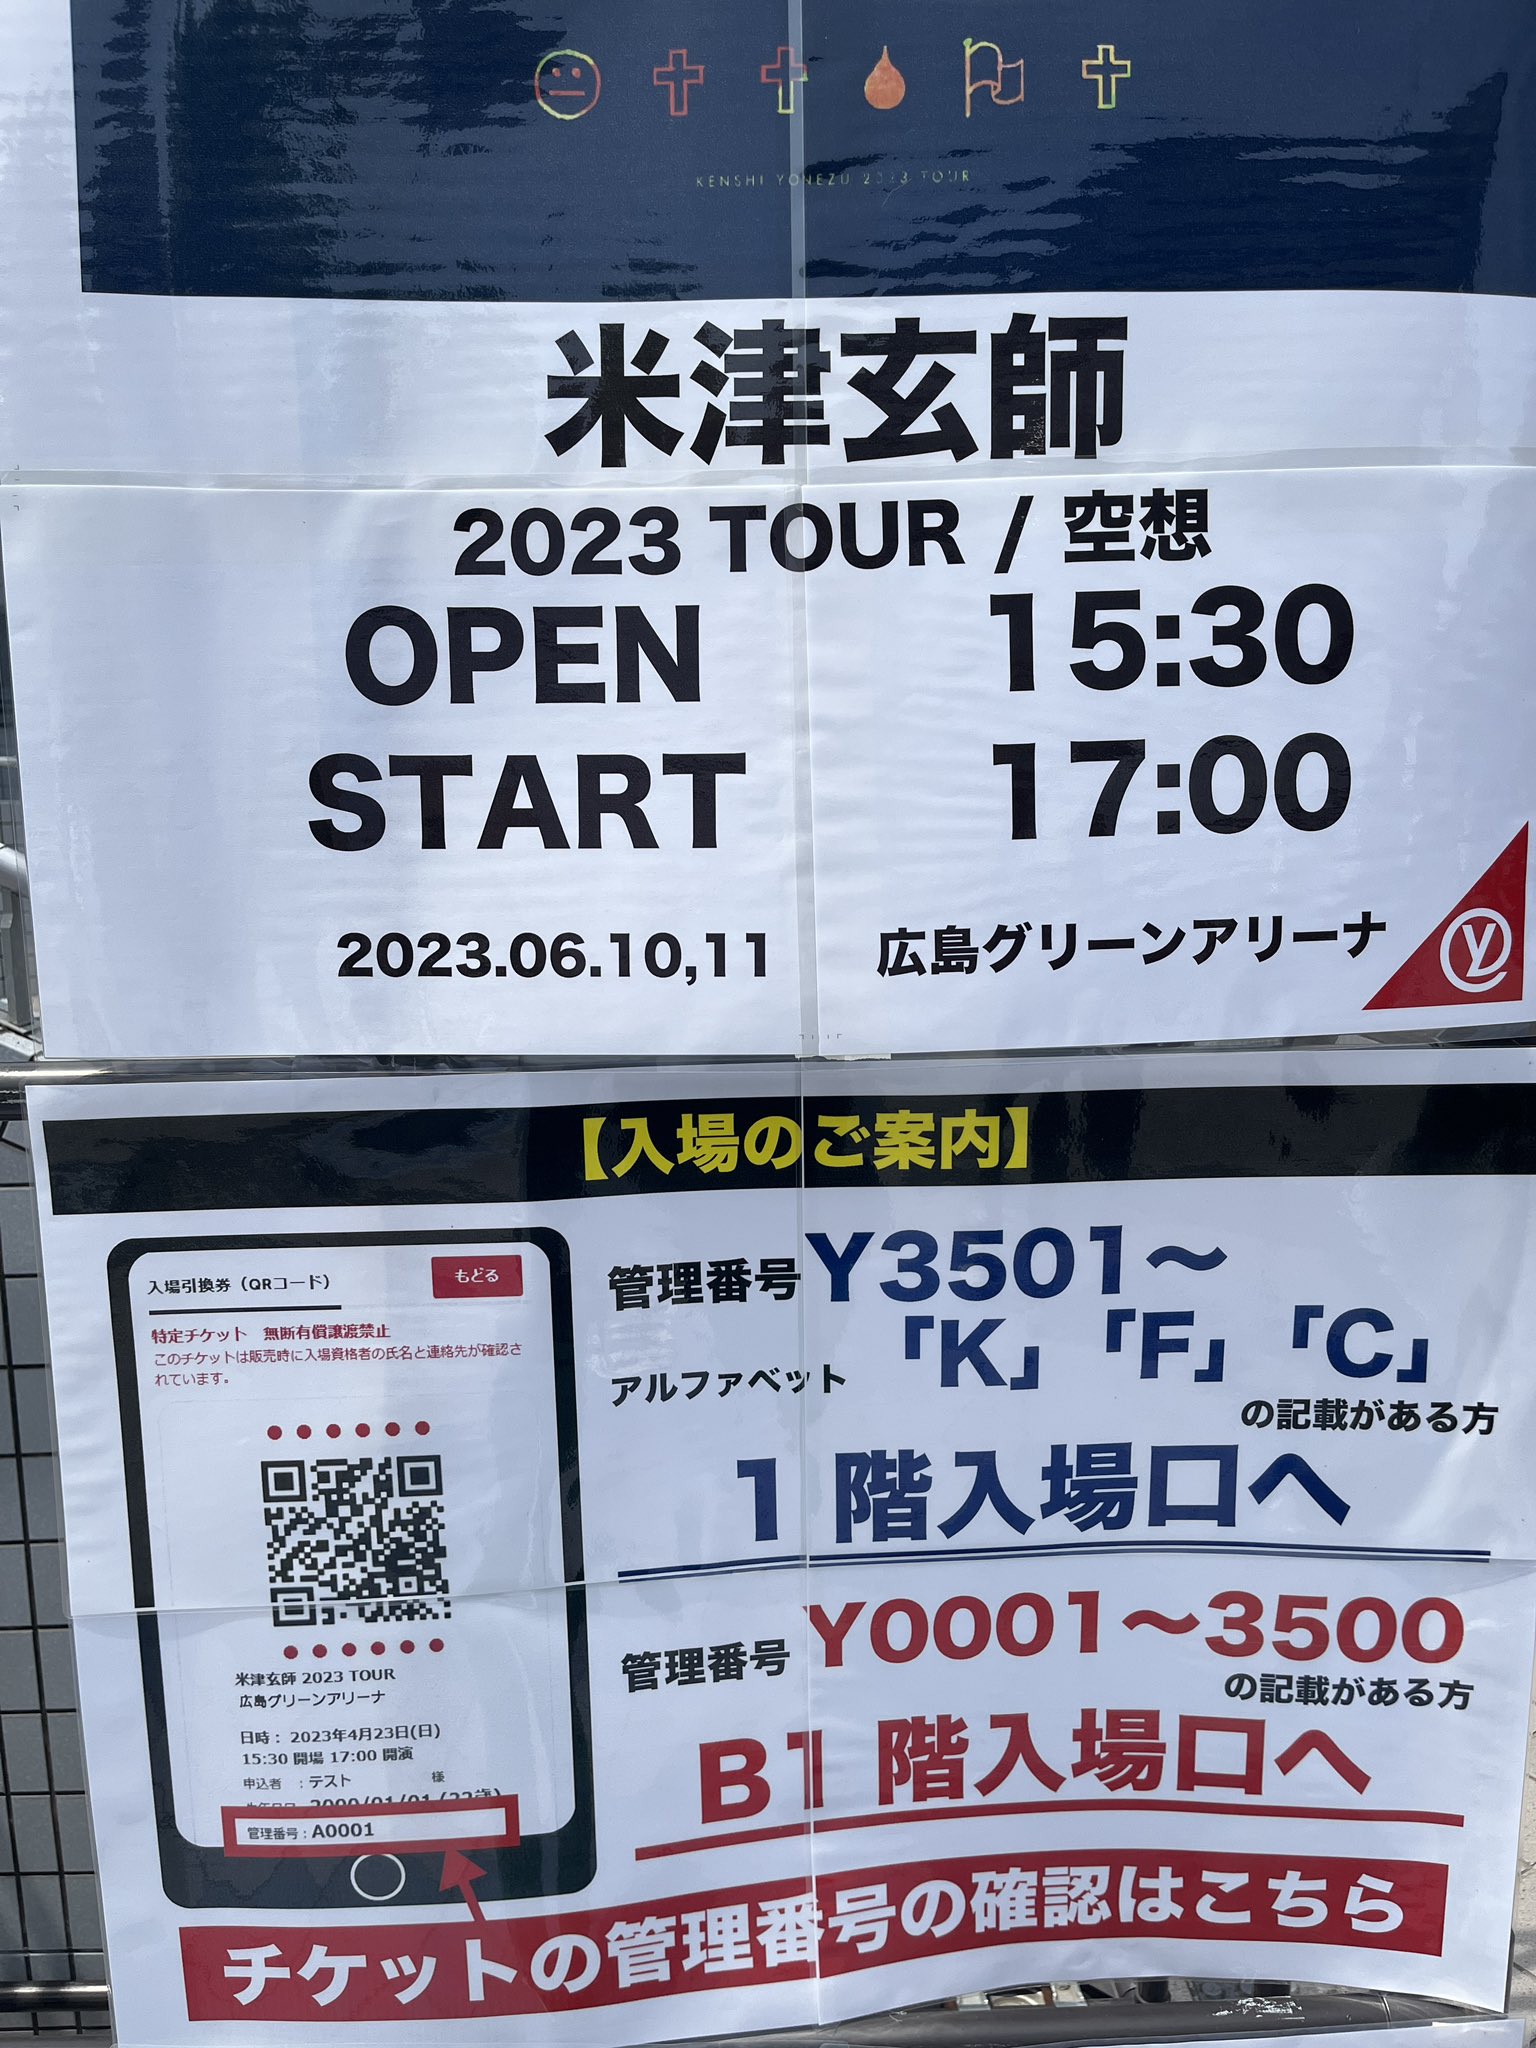 KENSHI YONEZU 2023 TOUR
米津玄師
2023 TOUR / 空想
OPEN 15:30
START 17:00
2023.06.10,11 広島グリーンアリーナ
【入場のご案内】
入場引換券（QRコード） もどる
特定チケット 無断有償譲渡禁止
このチケットは販売時に入場資格者の氏名と連絡先が確認さ
れています。
米津玄師 2023 TOUR
広島グリーンアリーナ
日時： 2023年4月23日(日)
15:30 開場 17:00 開演
申込者 ：テスト 様
管理番号：A0001
管理番号 Y3501〜
アルファベット 「K」 「F」 「C」
の記載がある方
1 階入場口へ
管理番号 Y0001〜3500
の記載がある方
B1 階入場口へ
チケットの管理番号の確認はこちら